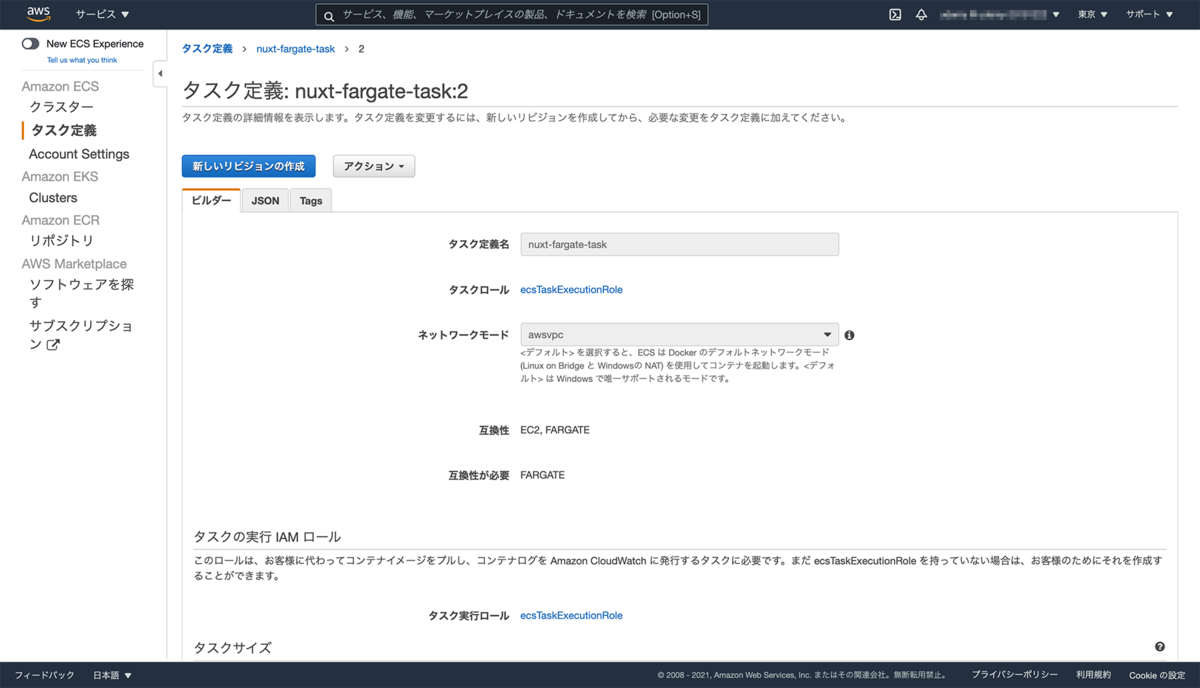 aws
サービス ▼
サービス、機能、マーケットプレイスの製品、ドキュメントを検索 [Option+S]
東京 ▼
サポート ▼
New ECS Experience
Tell us what you think
Amazon ECS
クラスター
タスク定義
Account Settings
Amazon EKS
Clusters
Amazon ECR
リポジトリ
AWS Marketplace
ソフトウェアを探
す
サブスクリプショ
ン
タスク定義 > nuxt-fargate-task > 2
タスク定義: nuxt-fargate-task:2
タスク定義の詳細情報を表示します。タスク定義を変更するには、新しいリビジョンを作成してから、必要な変更をタスク定義に加えてください。
新しいリビジョンの作成
アクション
ビルダー
JSON
Tags
タスク定義名 nuxt-fargate-task
タスクロール ecsTaskExecutionRole
ネットワークモード awsvpc
<デフォルト> を選択すると、ECS は Docker のデフォルトネットワークモード
(Linux on Bridge と Windowsの NAT) を使用してコンテナを起動します。<デフォ
ルト> は Windows で唯一サポートされるモードです。
互換性 EC2, FARGATE
互換性が必要 FARGATE
タスクの実行 IAM ロール
このロールは、お客様に代わってコンテナイメージをプルし、コンテナログを Amazon CloudWatch に発行するタスクに必要です。まだ ecsTaskExecutionRole を持っていない場合は、お客様のためにそれを作成す
ることができます。
タスク実行ロール ecsTaskExecutionRole
タスクサイズ
フィードバック
日本語 ▼
© 2008 - 2021, Amazon Web Services, Inc. またはその関連会社。無断転用禁止。
プライバシーポリシー
利用規約
Cookie の設定